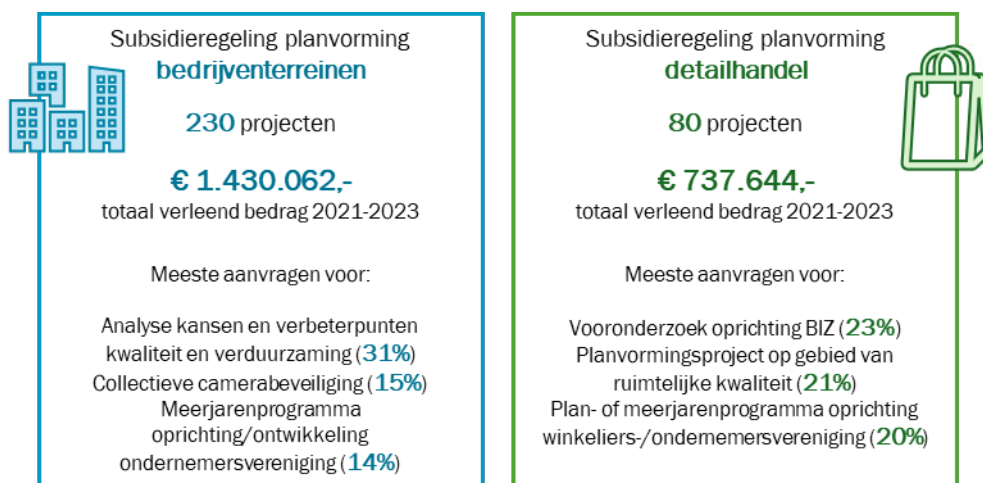 Subsidieregeling planvorming
bedrijventerreinen
230 projecten
€ 1.430.062,-
totaal verleend bedrag 2021-2023
Meeste aanvragen voor:
Analyse kansen en verbeterpunten
kwaliteit en verduurzaming (31%)
Collectieve camerabeveiliging (15%)
Meerjarenprogramma
oprichting/ontwikkeling
ondernemersvereniging (14%)
Subsidieregeling planvorming
detailhandel
80 projecten
€ 737.644,-
totaal verleend bedrag 2021-2023
Meeste aanvragen voor:
Vooronderzoek oprichting BIZ (23%)
Planvormingsproject op gebied van
ruimtelijke kwaliteit (21%)
Plan- of meerjarenprogramma oprichting
winkeliers-/ondernemersvereniging (20%)